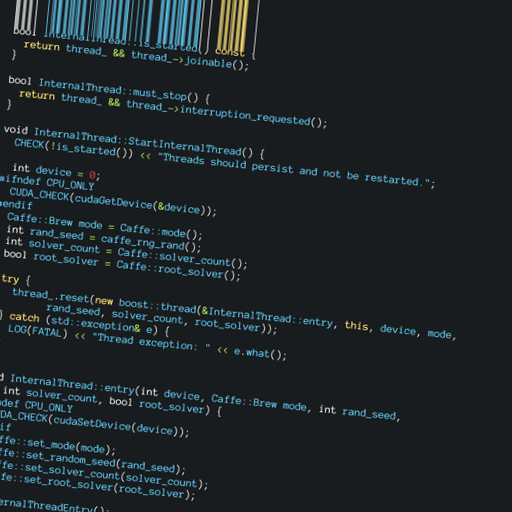 bool InternalThread::is_started() const {
return thread_ && thread_->joinable();
}
bool InternalThread::must_stop() {
return thread_ && thread_->interruption_requested();
}
void InternalThread::StartInternalThread() {
CHECK(!is_started()) << "Threads should persist and not be restarted.";
int device = 0;
#ifndef CPU_ONLY
CUDA_CHECK(cudaGetDevice(&device));
#endif
Caffe::Brew mode = Caffe::mode();
int rand_seed = caffe_rng_rand();
int solver_count = Caffe::solver_count();
bool root_solver = Caffe::root_solver();
try {
thread_.reset(new boost::thread(&InternalThread::entry, this, device, mode,
rand_seed, solver_count, root_solver));
} catch (std::exception& e) {
LOG(FATAL) << "Thread exception: " << e.what();
d InternalThread::entry(int device, Caffe::Brew mode, int rand_seed,
int solver_count, bool root_solver) {
ndef CPU_ONLY
DA_CHECK(cudaSetDevice(device));
if
ffe::set_mode(mode);
ffe::set_random_seed(rand_seed);
ffe::set_solver_count(solver_count);
fe::set_root_solver(root_solver);
ernalThreadEntry();